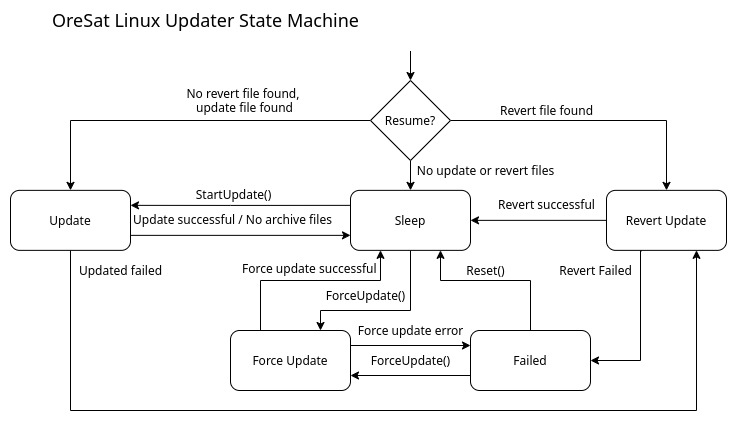 OreSat Linux Updater State Machine
No revert file found,
update file found
Resume?
Revert file found
No update or revert files
Update
StartUpdate()
Update successful / No archive files
Sleep
Revert successful
Revert Update
Updated failed
Force update successful
ForceUpdate()
Reset()
Revert Failed
Force Update
Force update error
ForceUpdate()
Failed